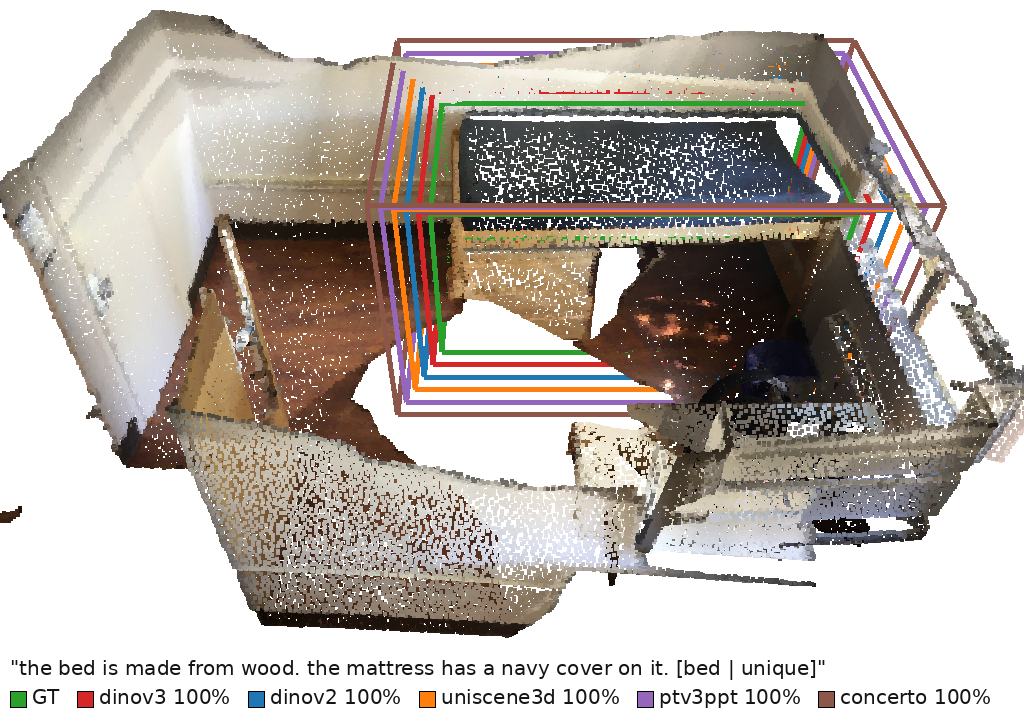 "the bed is made from wood. the mattress has a navy cover on it. [bed | unique]"
GT dinov3 100% dinov2 100% uniscene3d 100% ptv3ppt 100% concerto 100%